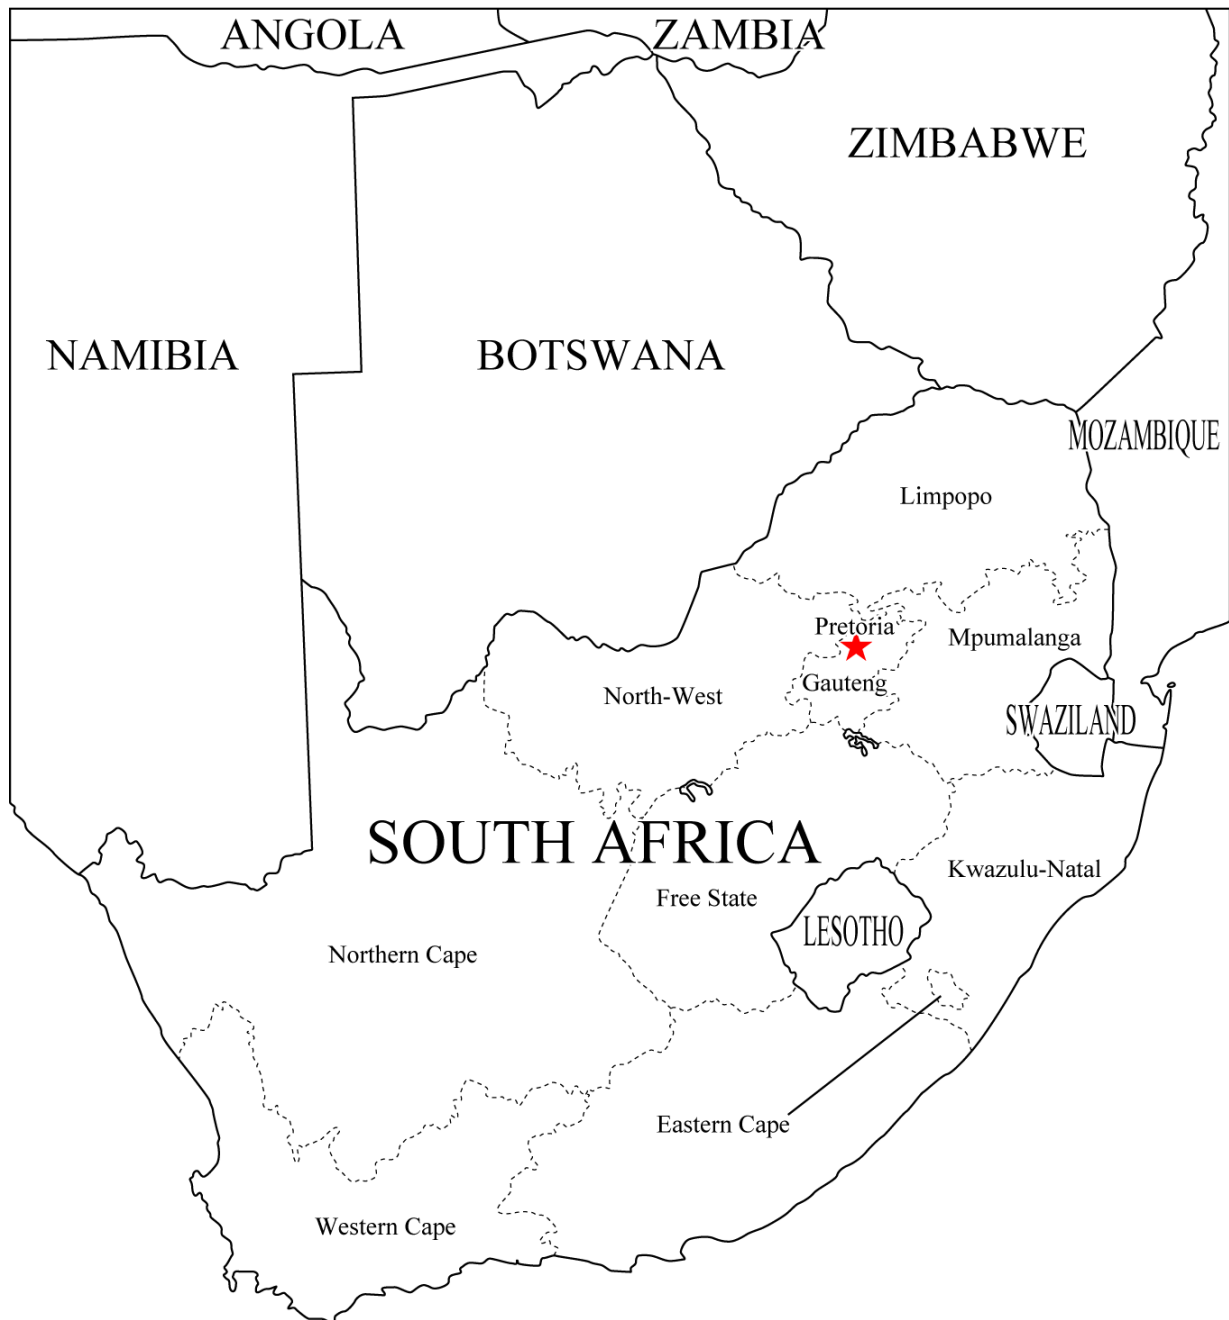 ANGOLA
ZAMBIA
ZIMBABWE
NAMIBIA
BOTSWANA
MOZAMBIQUE
Limpopo
Pretoria
Mpumalanga
Gauteng
North-West
SWAZILAND
SOUTH AFRICA
Kwazulu-Natal
Free State
LESOTHO
Northern Cape
Eastern Cape
Western Cape